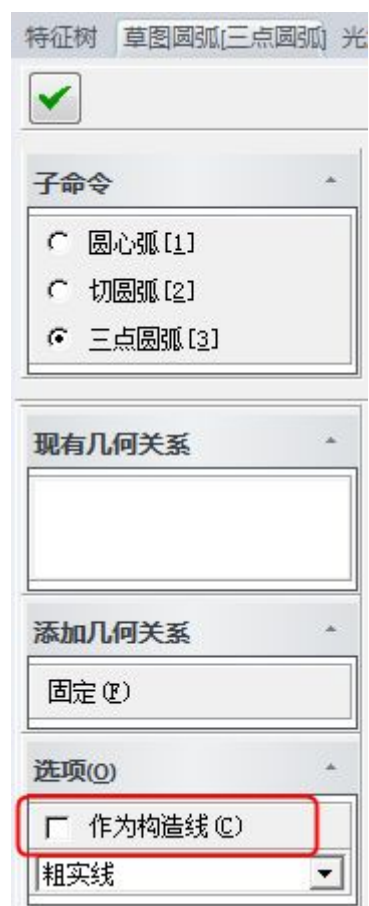 特征树 草图圆弧[三点圆弧] 光
子命令
圆心弧[1]
切圆弧[2]
三点圆弧[3]
现有几何关系
添加几何关系
固定(F)
选项(O)
作为构造线(C)
粗实线